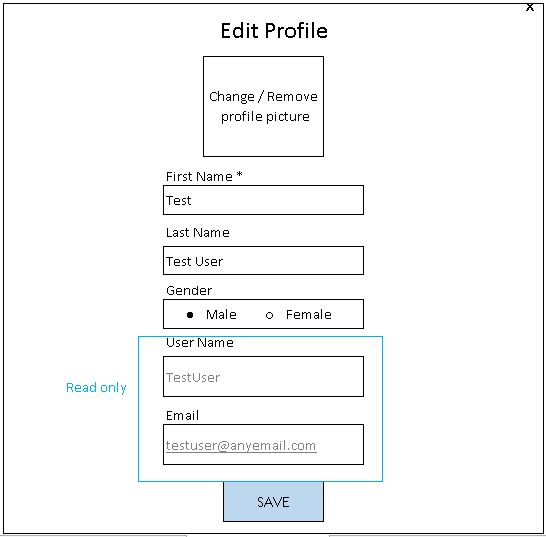 X
Edit Profile
Change / Remove
profile picture
First Name *
Test
Last Name
Test User
Gender
Male Female
User Name
TestUser
Read only
Email
testuser@anyemail.com
SAVE